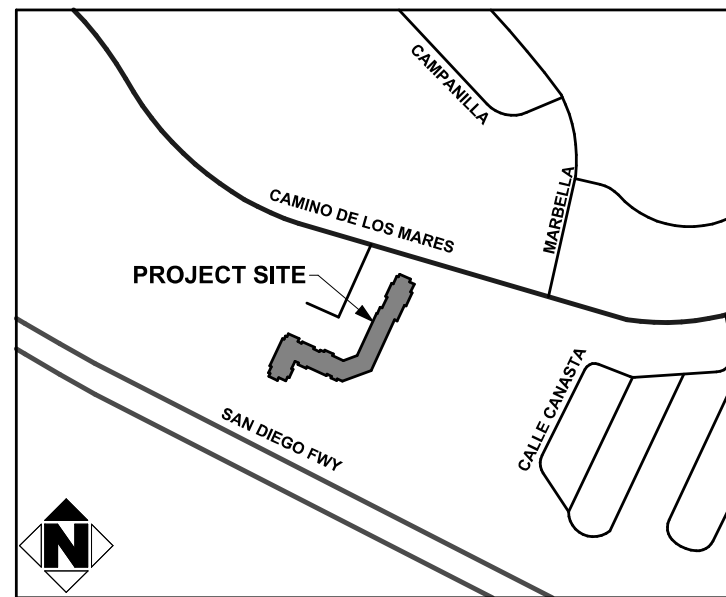 CAMPANILLA
CAMINO DE LOS MARES
MARBELLA
PROJECT SITE
CALLE CANASTA
SAN DIEGO FWY
N